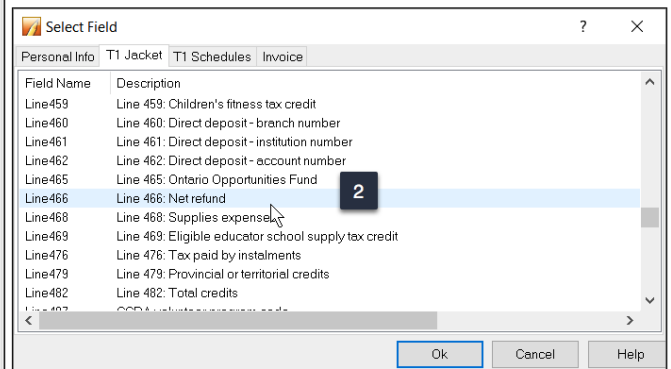 Select Field ? ×
Personal Info T1 Jacket T1 Schedules Invoice
Field Name Description
Line459 Line 459: Children's fitness tax credit
Line460 Line 460: Direct deposit - branch number
Line461 Line 461: Direct deposit - institution number
Line462 Line 462: Direct deposit - account number
Line465 Line 465: Ontario Opportunities Fund
Line466 Line 466: Net refund
2
Line468 Line 468: Supplies expense
Line469 Line 469: Eligible educator school supply tax credit
Line476 Line 476: Tax paid by instalments
Line479 Line 479: Provincial or territorial credits
Line482 Line 482: Total credits
Ok Cancel Help